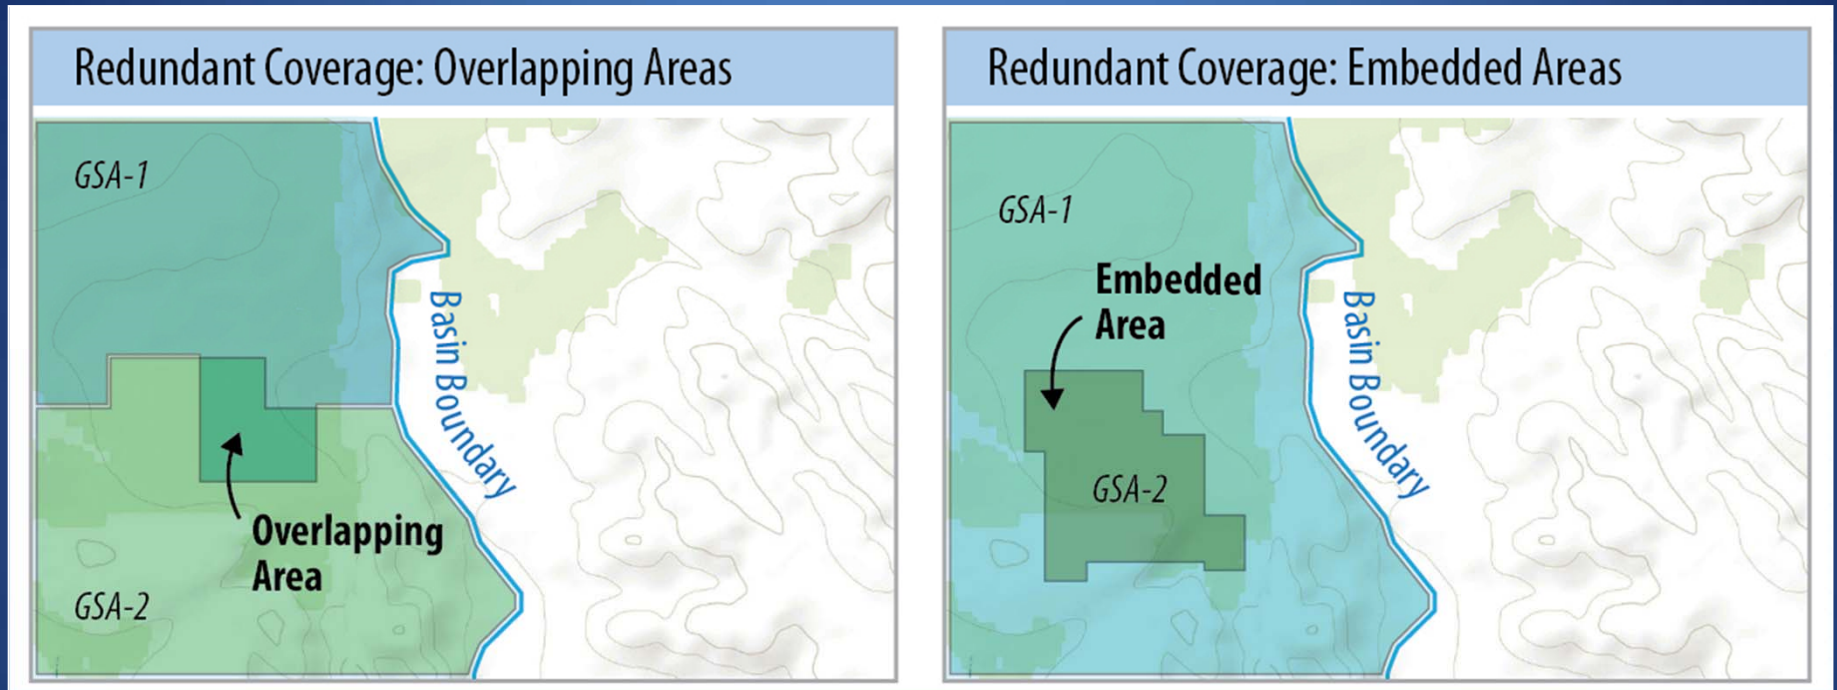 Redundant Coverage: Overlapping Areas
GSA-1
Basin Boundary
Overlapping
Area
GSA-2
Redundant Coverage: Embedded Areas
GSA-1
Embedded
Area
Basin Boundary
GSA-2